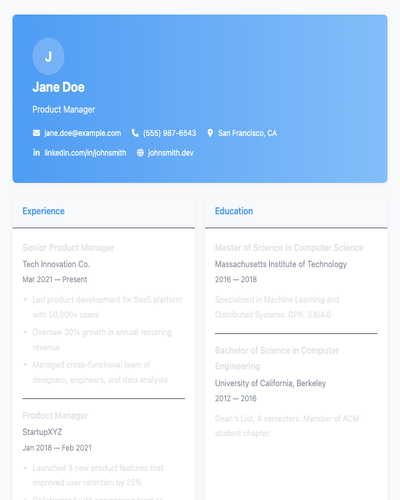 J
Jane Doe
Product Manager
jane.doe@example.com (555) 987-6543 San Francisco, CA
linkedin.com/in/johnsmith johnsmith.dev
Experience
Senior Product Manager
Tech Innovation Co.
Mar 2021 — Present
• Led product development for SaaS platform
with 50,000+ users
• Oversaw 30% growth in annual recurring
revenue
• Managed cross-functional team of
designers, engineers, and data analysts
Product Manager
StartupXYZ
Jan 2018 — Feb 2021
• Launched 3 new product features that
improved user retention by 25%
• Collaborated with engineering team to
Education
Master of Science in Computer Science
Massachusetts Institute of Technology
2016 — 2018
Specialized in Machine Learning and
Distributed Systems. GPA: 3.8/4.0
Bachelor of Science in Computer
Engineering
University of California, Berkeley
2012 — 2016
Dean's List, 4 semesters. Member of ACM
student chapter.